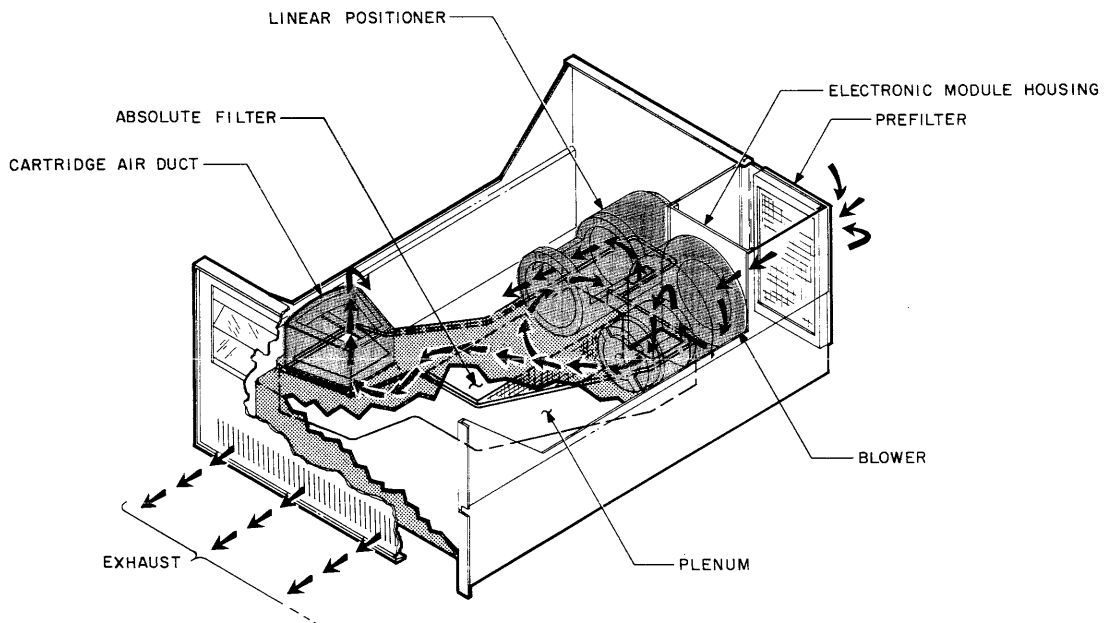 LINEAR POSITIONER
ELECTRONIC MODULE HOUSING
ABSOLUTE FILTER
PREFILTER
CARTRIDGE AIR DUCT
BLOWER
EXHAUST
PLENUM